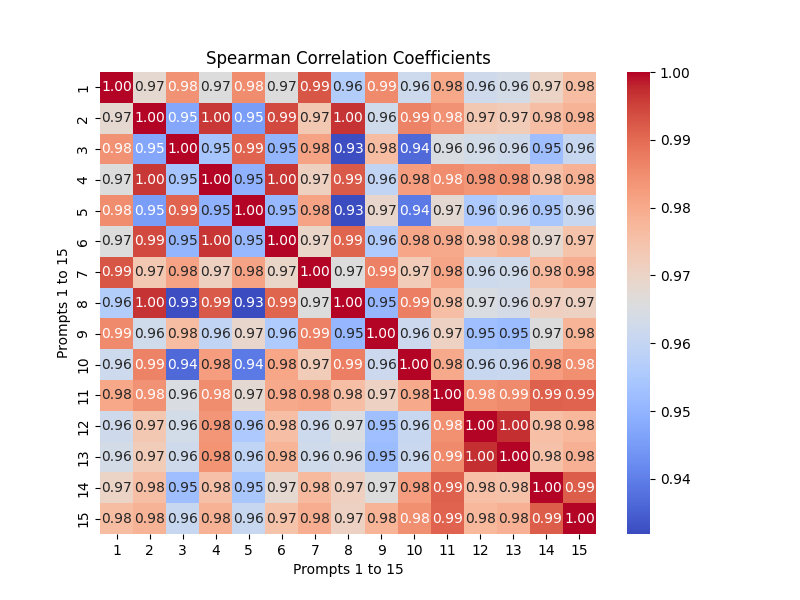 Spearman Correlation Coefficients
1 1.00 0.97 0.98 0.97 0.98 0.97 0.99 0.96 0.99 0.96 0.98 0.96 0.96 0.97 0.98
2 0.97 1.00 0.95 1.00 0.95 0.99 0.97 1.00 0.96 0.99 0.98 0.97 0.97 0.98 0.98
3 0.98 0.95 1.00 0.95 0.99 0.95 0.98 0.93 0.98 0.94 0.96 0.96 0.96 0.95 0.96
4 0.97 1.00 0.95 1.00 0.95 1.00 0.97 0.99 0.96 0.98 0.98 0.98 0.98 0.98 0.98
5 0.98 0.95 0.99 0.95 1.00 0.95 0.98 0.93 0.97 0.94 0.97 0.96 0.96 0.95 0.96
6 0.97 0.99 0.95 1.00 0.95 1.00 0.97 0.99 0.96 0.98 0.98 0.98 0.98 0.97 0.97
7 0.99 0.97 0.98 0.97 0.98 0.97 1.00 0.97 0.99 0.97 0.98 0.96 0.96 0.98 0.98
8 0.96 1.00 0.93 0.99 0.93 0.99 0.97 1.00 0.95 0.99 0.98 0.97 0.96 0.97 0.97
9 0.99 0.96 0.98 0.96 0.97 0.96 0.99 0.95 1.00 0.96 0.97 0.95 0.95 0.97 0.98
10 0.96 0.99 0.94 0.98 0.94 0.98 0.97 0.99 0.96 1.00 0.98 0.96 0.96 0.98 0.98
11 0.98 0.98 0.96 0.98 0.97 0.98 0.98 0.98 0.97 0.98 1.00 0.98 0.99 0.99 0.99
12 0.96 0.97 0.96 0.98 0.96 0.98 0.96 0.97 0.95 0.96 0.98 1.00 1.00 0.98 0.98
13 0.96 0.97 0.96 0.98 0.96 0.98 0.96 0.96 0.95 0.96 0.99 1.00 1.00 0.98 0.98
14 0.97 0.98 0.95 0.98 0.95 0.97 0.98 0.97 0.97 0.98 0.99 0.98 0.98 1.00 0.99
15 0.98 0.98 0.96 0.98 0.96 0.97 0.98 0.97 0.98 0.98 0.99 0.98 0.98 0.99 1.00
1 2 3 4 5 6 7 8 9 10 11 12 13 14 15
Prompts 1 to 15
Prompts 1 to 15
1.00
0.99
0.98
0.97
0.96
0.95
0.94